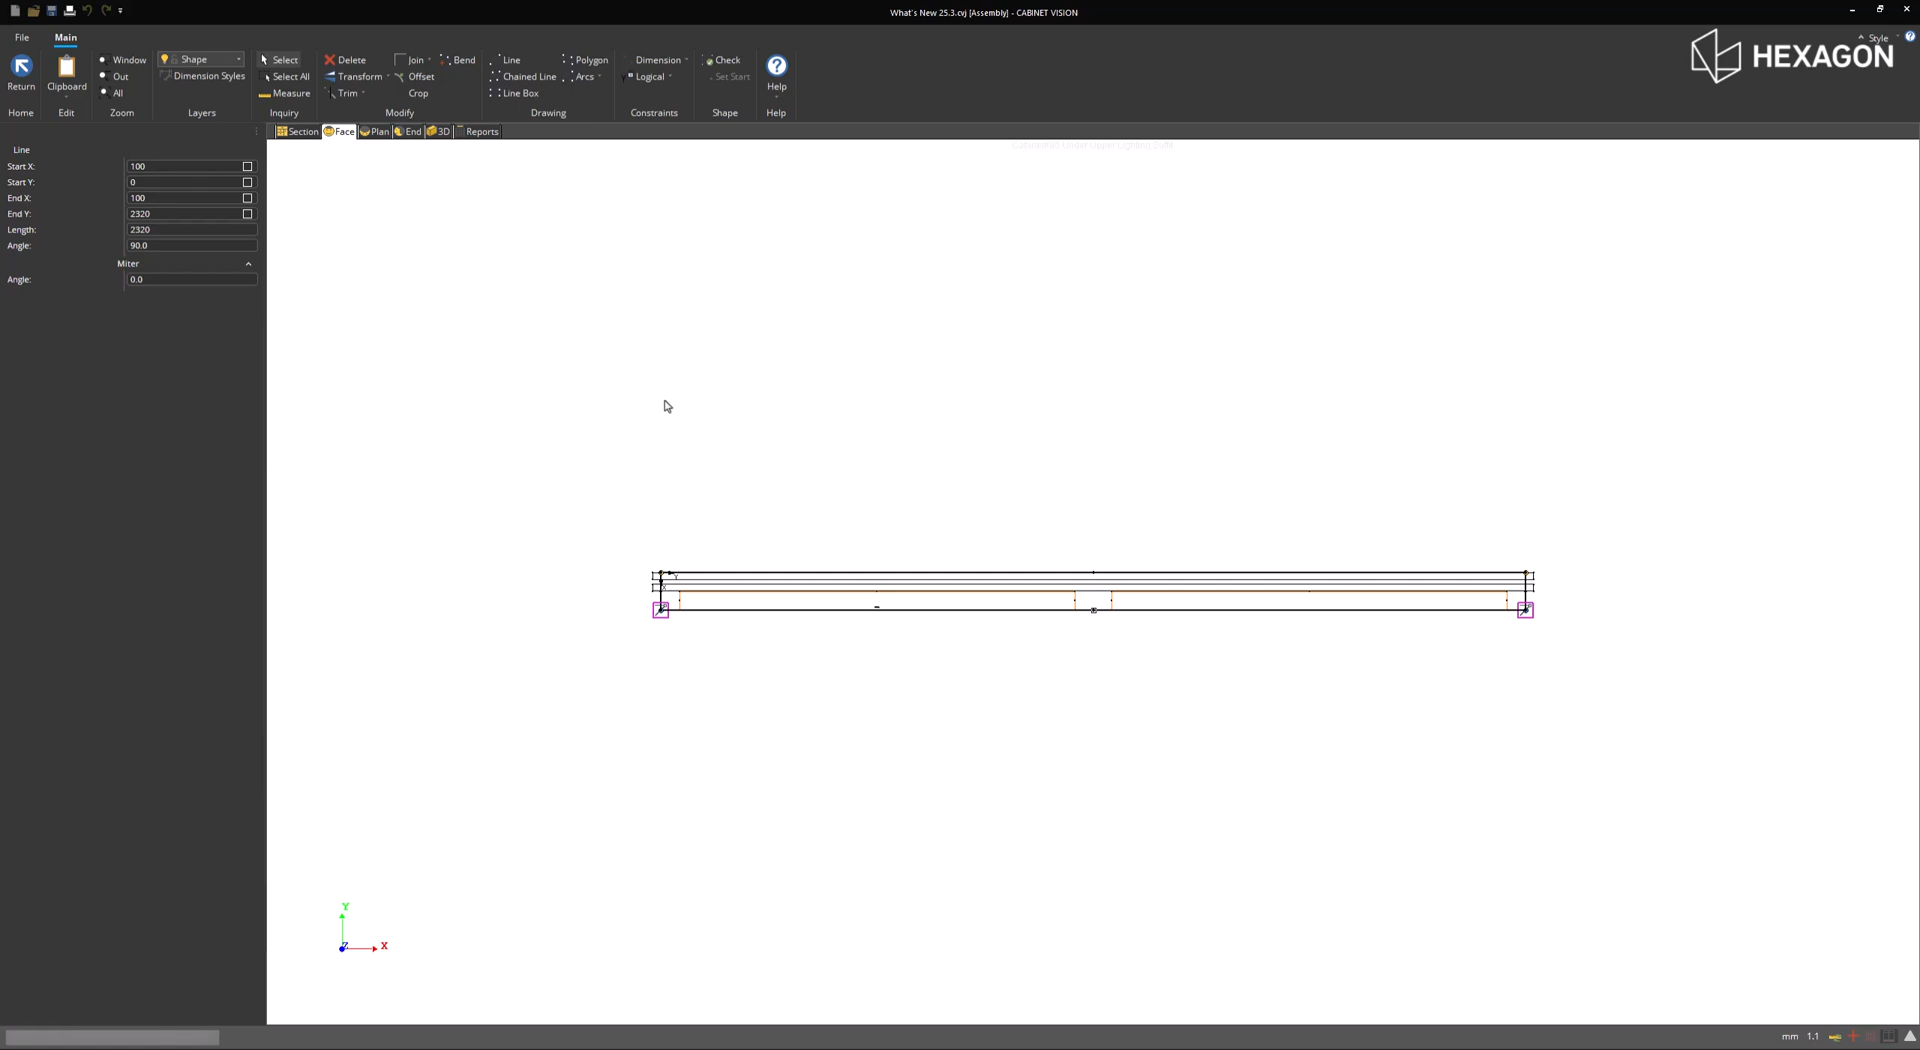 What's New 25.3.cvj [Assembly] - CABINET VISION
File Main Style
HEXAGON
Return Clipboard Window Out All Shape Dimension Styles
Select Select All Measure
Delete Transform Trim Join Offset Crop Bend
Line Chained Line Line Box Polygon Arcs
Dimension Logical Check Set Start Help
Home Edit Zoom Layers Inquiry Modify Drawing Constraints Shape Help
Section Face Plan End 3D Reports
Line
Start X: 100
Start Y: 0
End X: 100
End Y: 2320
Length: 2320
Angle: 90.0
Miter
Angle: 0.0
Y
X
Y
Z X
mm 1.1